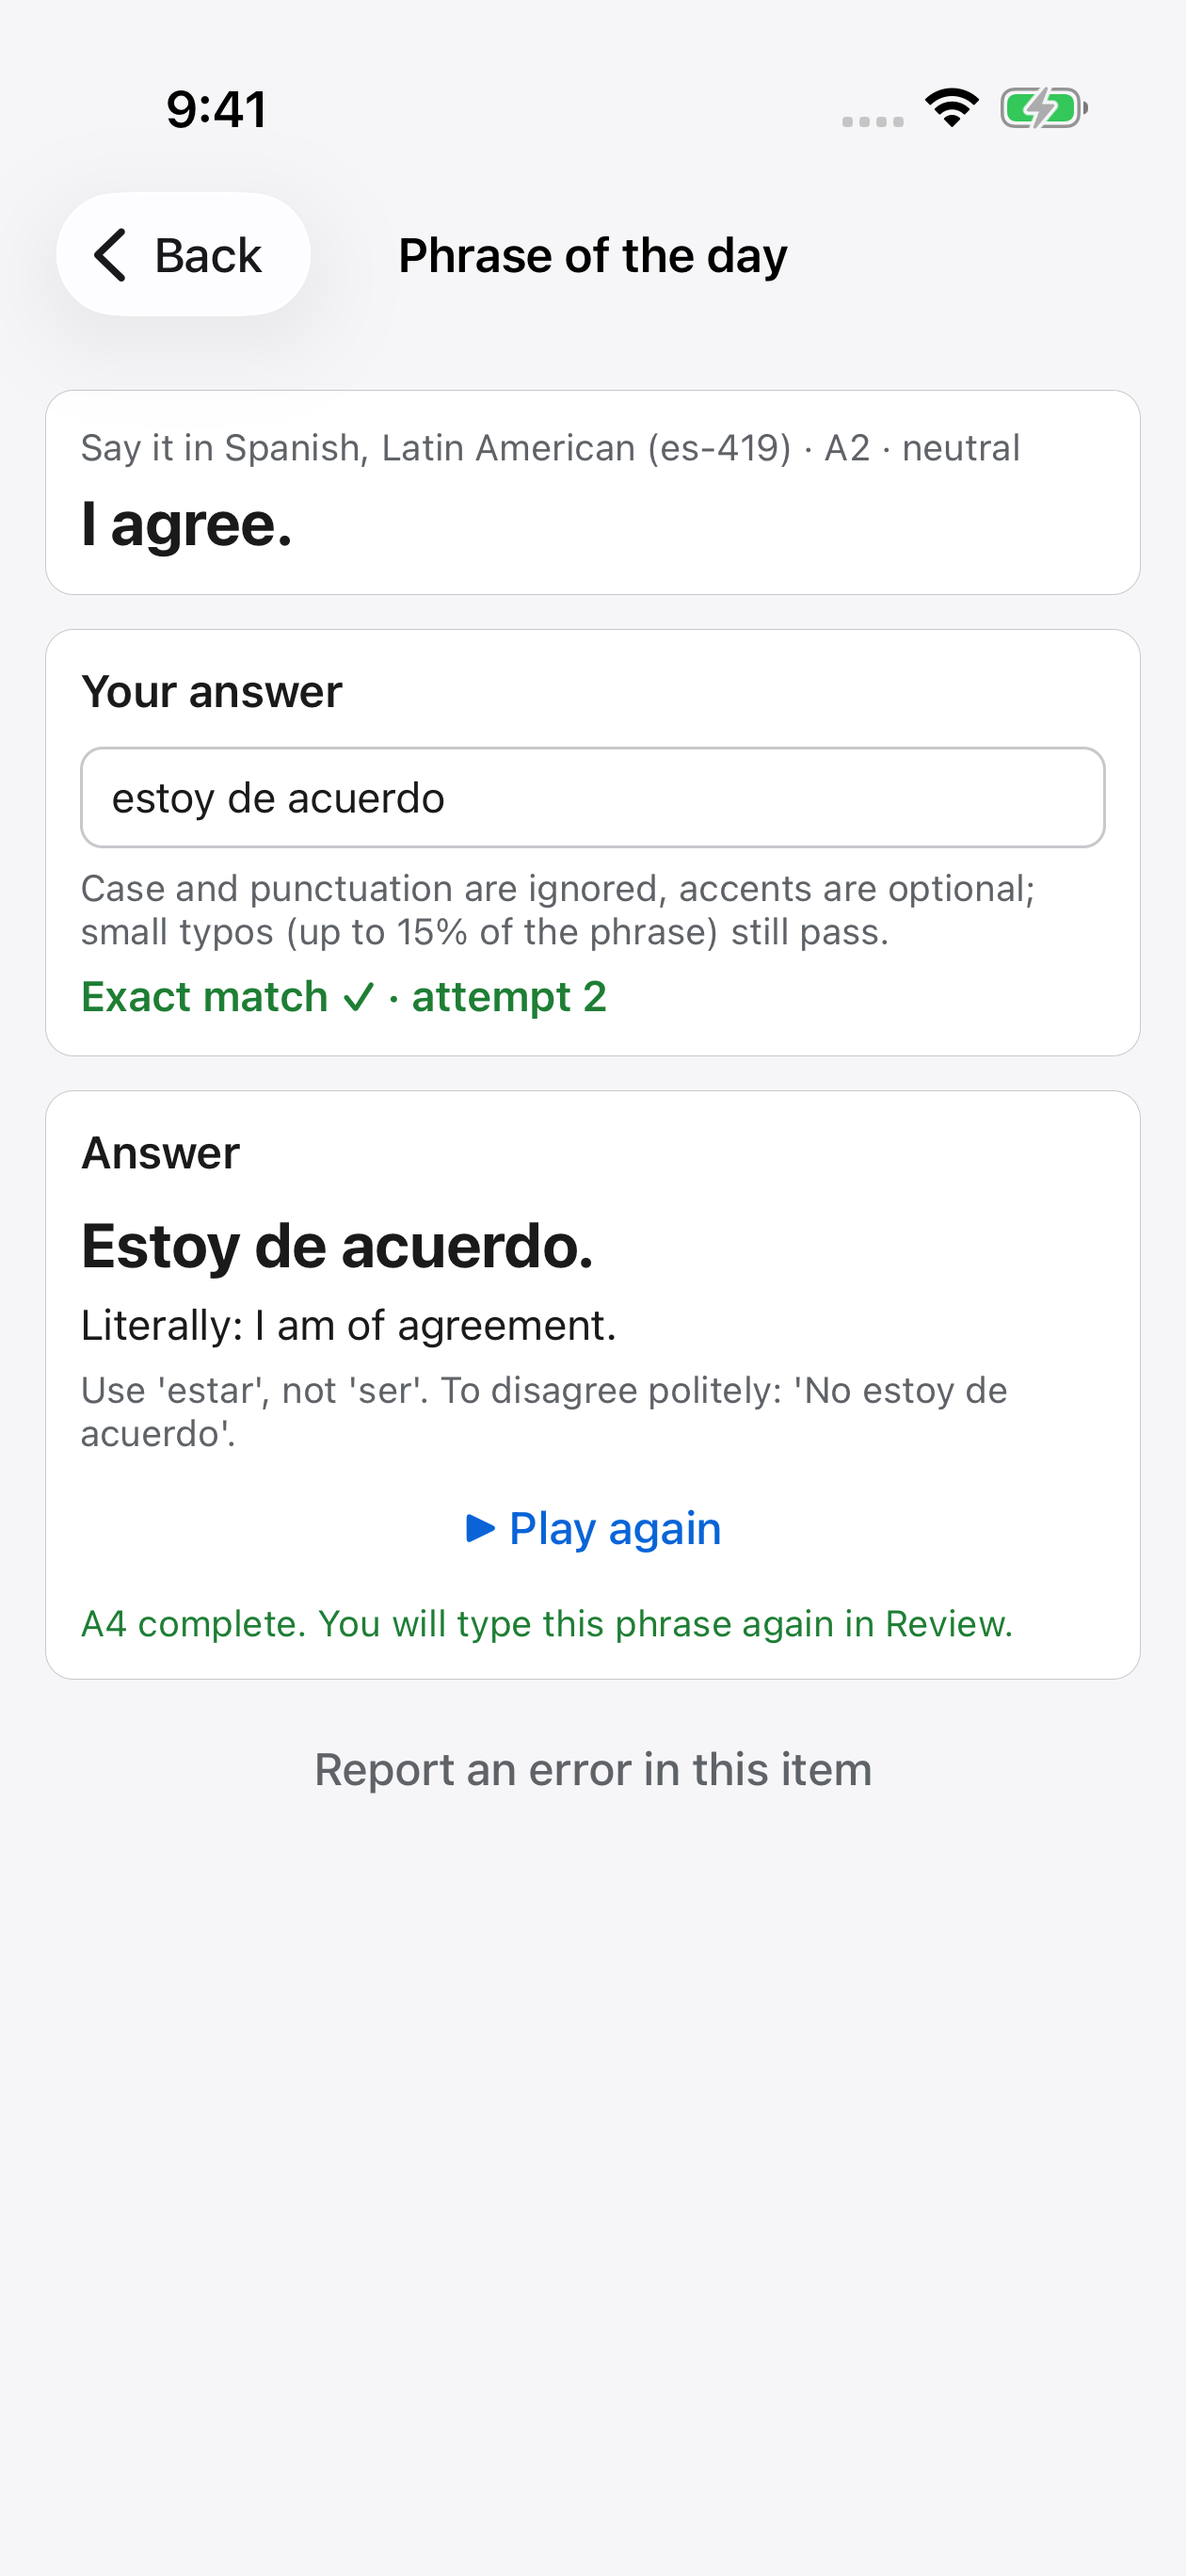 9:41
Back
Phrase of the day
Say it in Spanish, Latin American (es-419) · A2 · neutral
I agree.
Your answer
estoy de acuerdo
Case and punctuation are ignored, accents are optional;
small typos (up to 15% of the phrase) still pass.
Exact match ✓ · attempt 2
Answer
Estoy de acuerdo.
Literally: I am of agreement.
Use 'estar', not 'ser'. To disagree politely: 'No estoy de
acuerdo'.
▶ Play again
A4 complete. You will type this phrase again in Review.
Report an error in this item